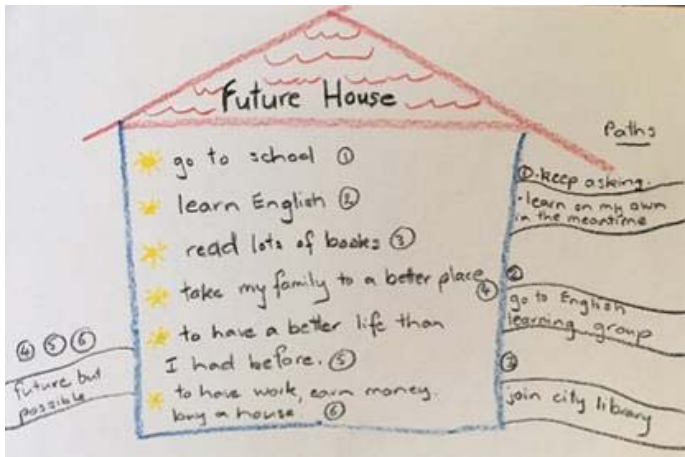 Future House
go to school ①
learn English ②
read lots of books ③
take my family to a better place
④
to have a better life than
I had before. ⑤
to have work, earn money.
buy a house ⑥
Paths
① - keep asking.
- learn on my own
in the meantime
②
go to English
learning group
③
join city library
④ ⑤ ⑥
future but
possible